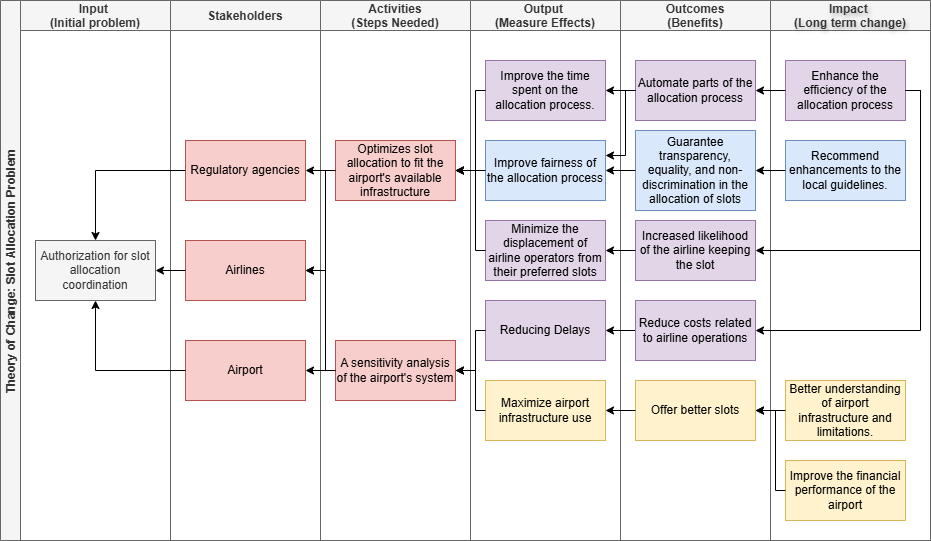 Theory of Change: Slot Allocation Problem
Input
(Initial problem)
Stakeholders
Activities
(Steps Needed)
Output
(Measure Effects)
Outcomes
(Benefits)
Impact
(Long term change)
Authorization for slot
allocation
coordination
Regulatory agencies
Airlines
Airport
Optimizes slot
allocation to fit the
airport's available
infrastructure
A sensitivity analysis
of the airport's system
Improve the time
spent on the
allocation process.
Improve fairness of
the allocation process
Minimize the
displacement of
airline operators from
their preferred slots
Reducing Delays
Maximize airport
infrastructure use
Automate parts of the
allocation process
Guarantee
transparency,
equality, and non-
discrimination in the
allocation of slots
Increased likelihood
of the airline keeping
the slot
Reduce costs related
to airline operations
Offer better slots
Enhance the
efficiency of the
allocation process
Recommend
enhancements to the
local guidelines.
Better understanding
of airport
infrastructure and
limitations.
Improve the financial
performance of the
airport